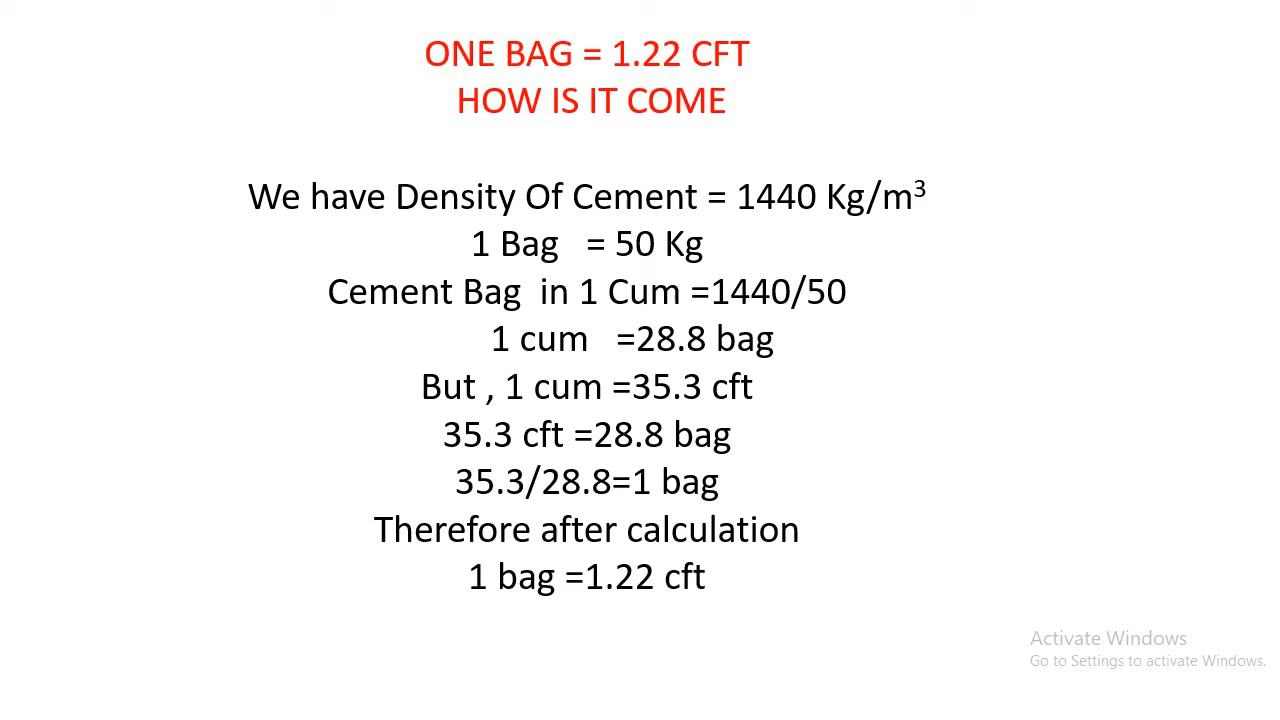 ONE BAG = 1.22 CFT
HOW IS IT COME
We have Density Of Cement = 1440 Kg/m³
1 Bag = 50 Kg
Cement Bag in 1 Cum =1440/50
1 cum =28.8 bag
But , 1 cum =35.3 cft
35.3 cft =28.8 bag
35.3/28.8=1 bag
Therefore after calculation
1 bag =1.22 cft
Activate Windows
Go to Settings to activate Windows.